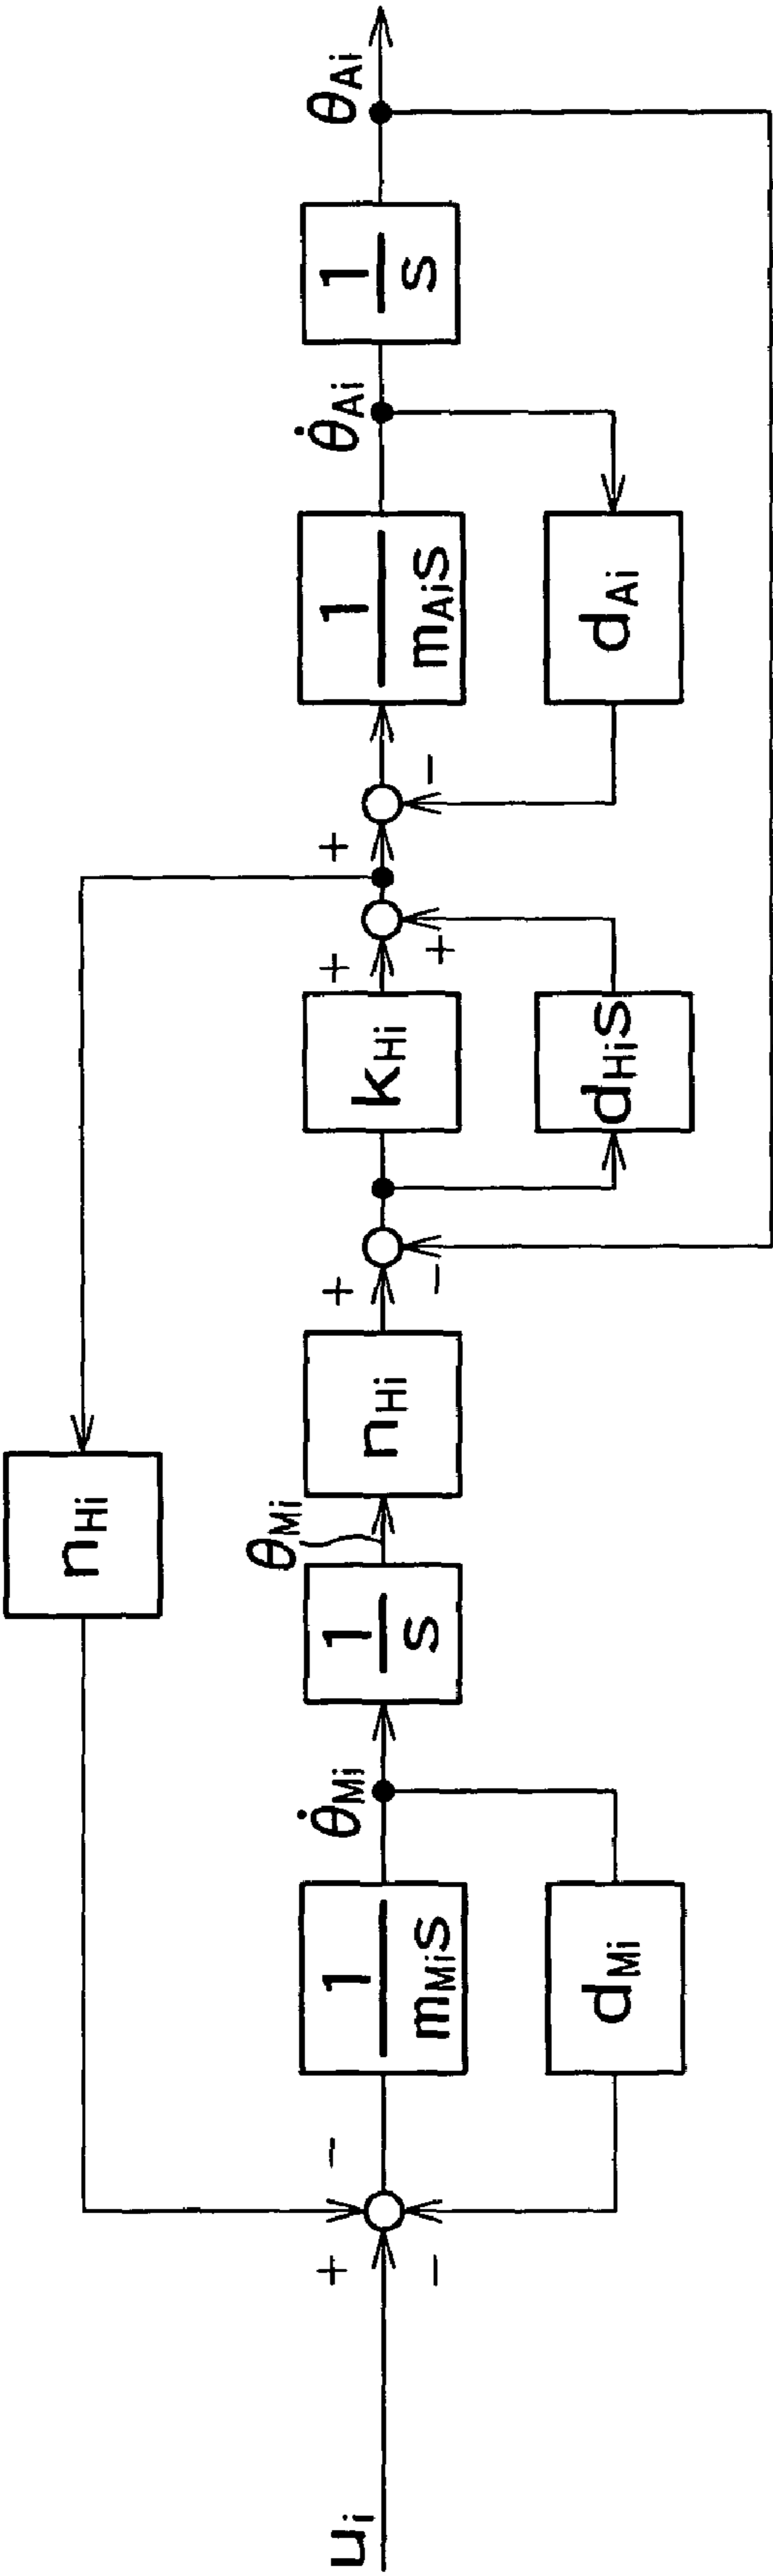 n_Hi
u_i
+
−
−
1
m_Mi s
θ̇_Mi
1
s
θ_Mi
n_Hi
+
−
k_Hi
+
+
+
−
1
m_Ai s
θ̇_Ai
1
s
θ_Ai
d_Mi
d_Hi s
d_Ai